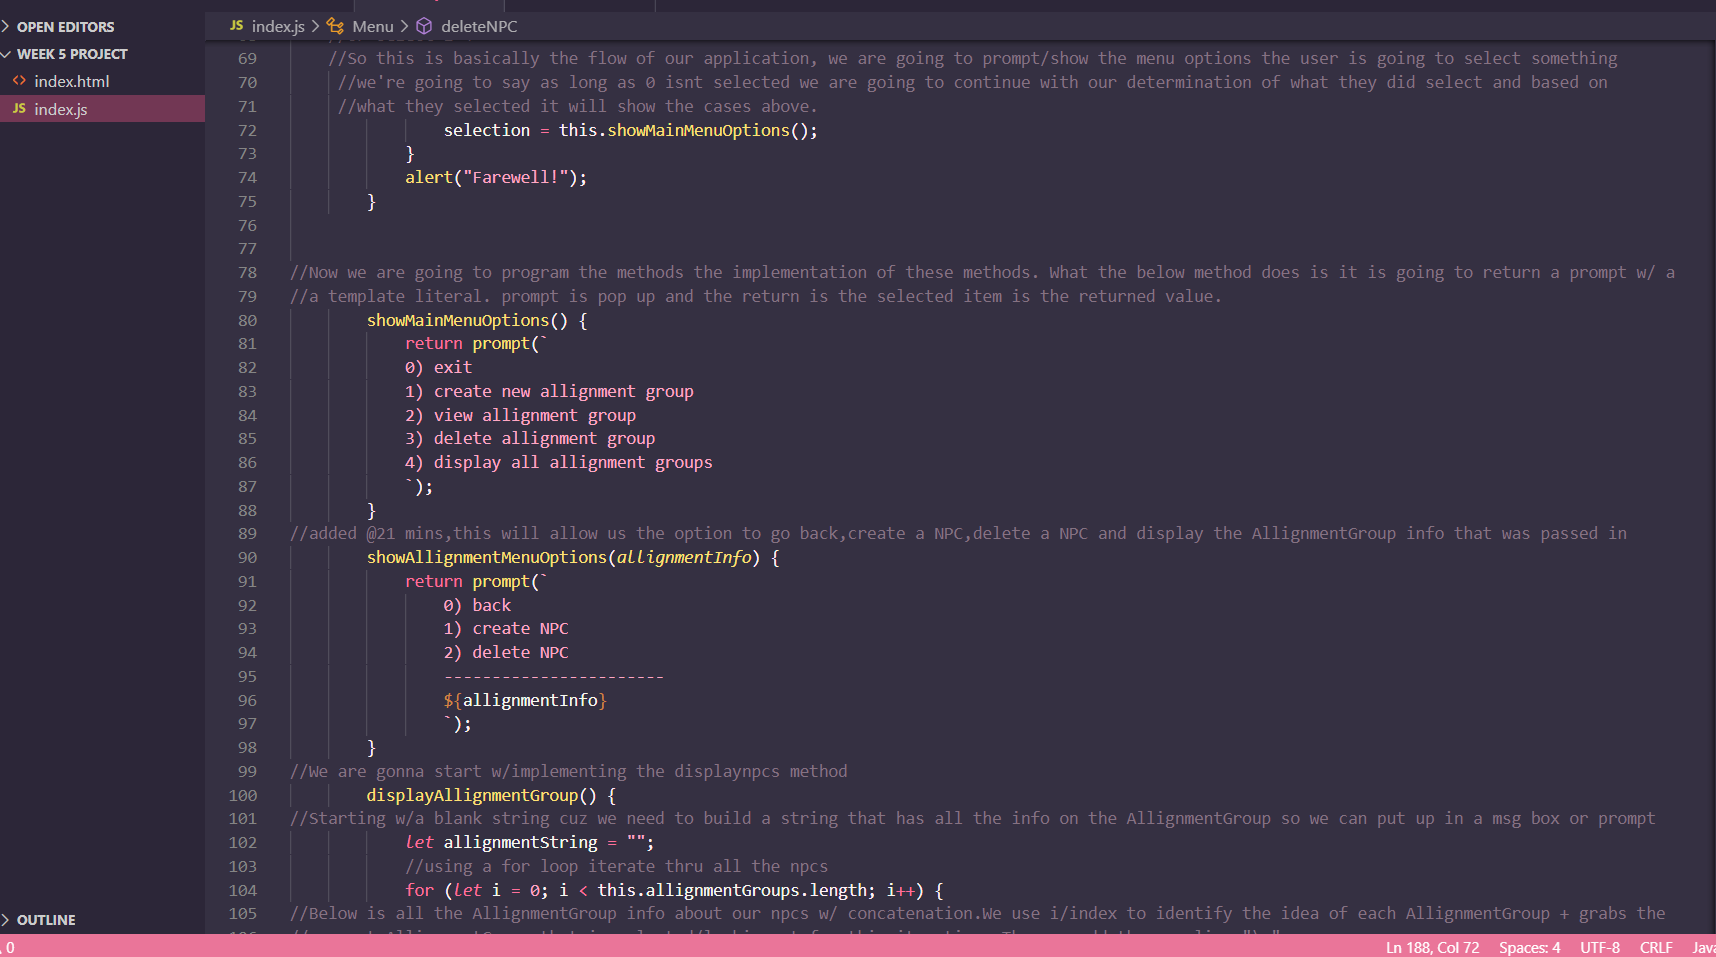 JS index.js > Menu > deleteNPC
OPEN EDITORS
WEEK 5 PROJECT
<> index.html
JS index.js
69 //So this is basically the flow of our application, we are going to prompt/show the menu options the user is going to select something
70 //we're going to say as long as 0 isnt selected we are going to continue with our determination of what they did select and based on
71 //what they selected it will show the cases above.
72 selection = this.showMainMenuOptions();
73 }
74 alert("Farewell!");
75 }
76
77
78 //Now we are going to program the methods the implementation of these methods. What the below method does is it is going to return a prompt w/ a
79 //a template literal. prompt is pop up and the return is the selected item is the returned value.
80 showMainMenuOptions() {
81 return prompt(`
82 0) exit
83 1) create new allignment group
84 2) view allignment group
85 3) delete allignment group
86 4) display all allignment groups
87 `);
88 }
89 //added @21 mins,this will allow us the option to go back,create a NPC,delete a NPC and display the AllignmentGroup info that was passed in
90 showAllignmentMenuOptions(allignmentInfo) {
91 return prompt(`
92 0) back
93 1) create NPC
94 2) delete NPC
95 -----------------------
96 ${allignmentInfo}
97 `);
98 }
99 //We are gonna start w/implementing the displaynpcs method
100 displayAllignmentGroup() {
101 //Starting w/a blank string cuz we need to build a string that has all the info on the AllignmentGroup so we can put up in a msg box or prompt
102 let allignmentString = "";
103 //using a for loop iterate thru all the npcs
104 for (let i = 0; i < this.allignmentGroups.length; i++) {
105 //Below is all the AllignmentGroup info about our npcs w/ concatenation.We use i/index to identify the idea of each AllignmentGroup + grabs the
OUTLINE
0
Ln 188, Col 72 Spaces: 4 UTF-8 CRLF